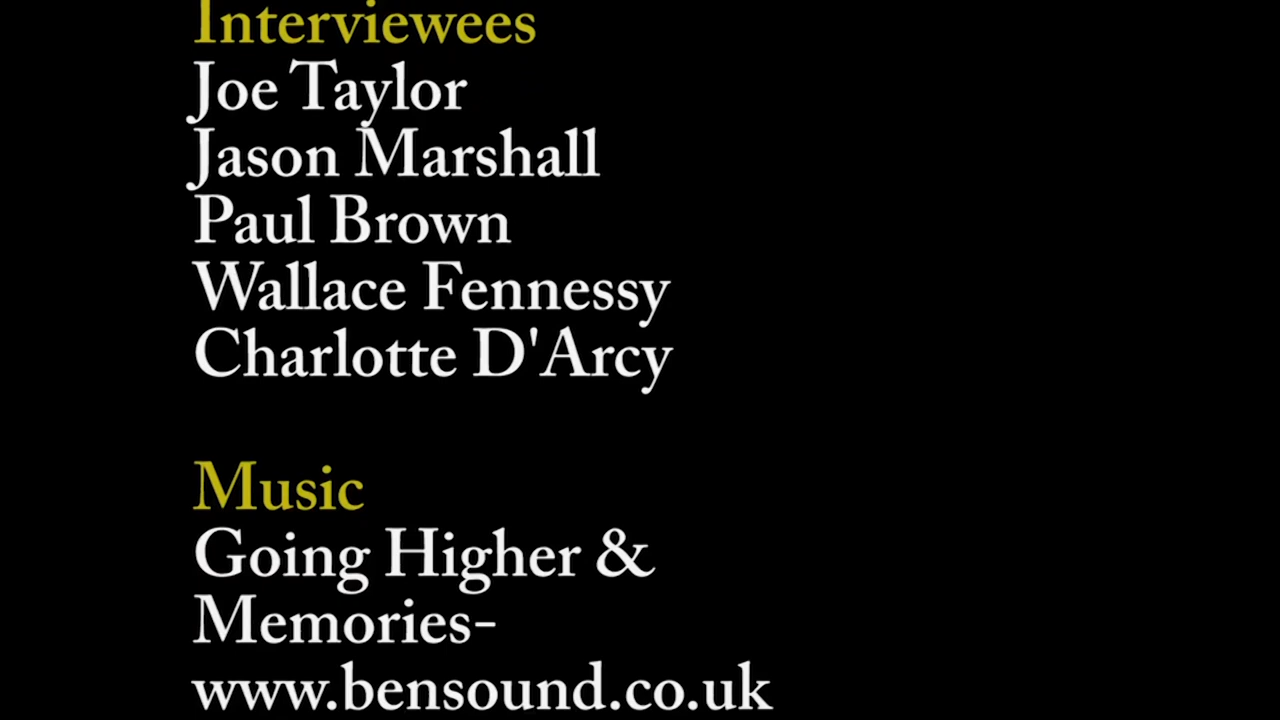 Interviewees
Joe Taylor
Jason Marshall
Paul Brown
Wallace Fennessy
Charlotte D'Arcy
Music
Going Higher &
Memories-
www.bensound.co.uk